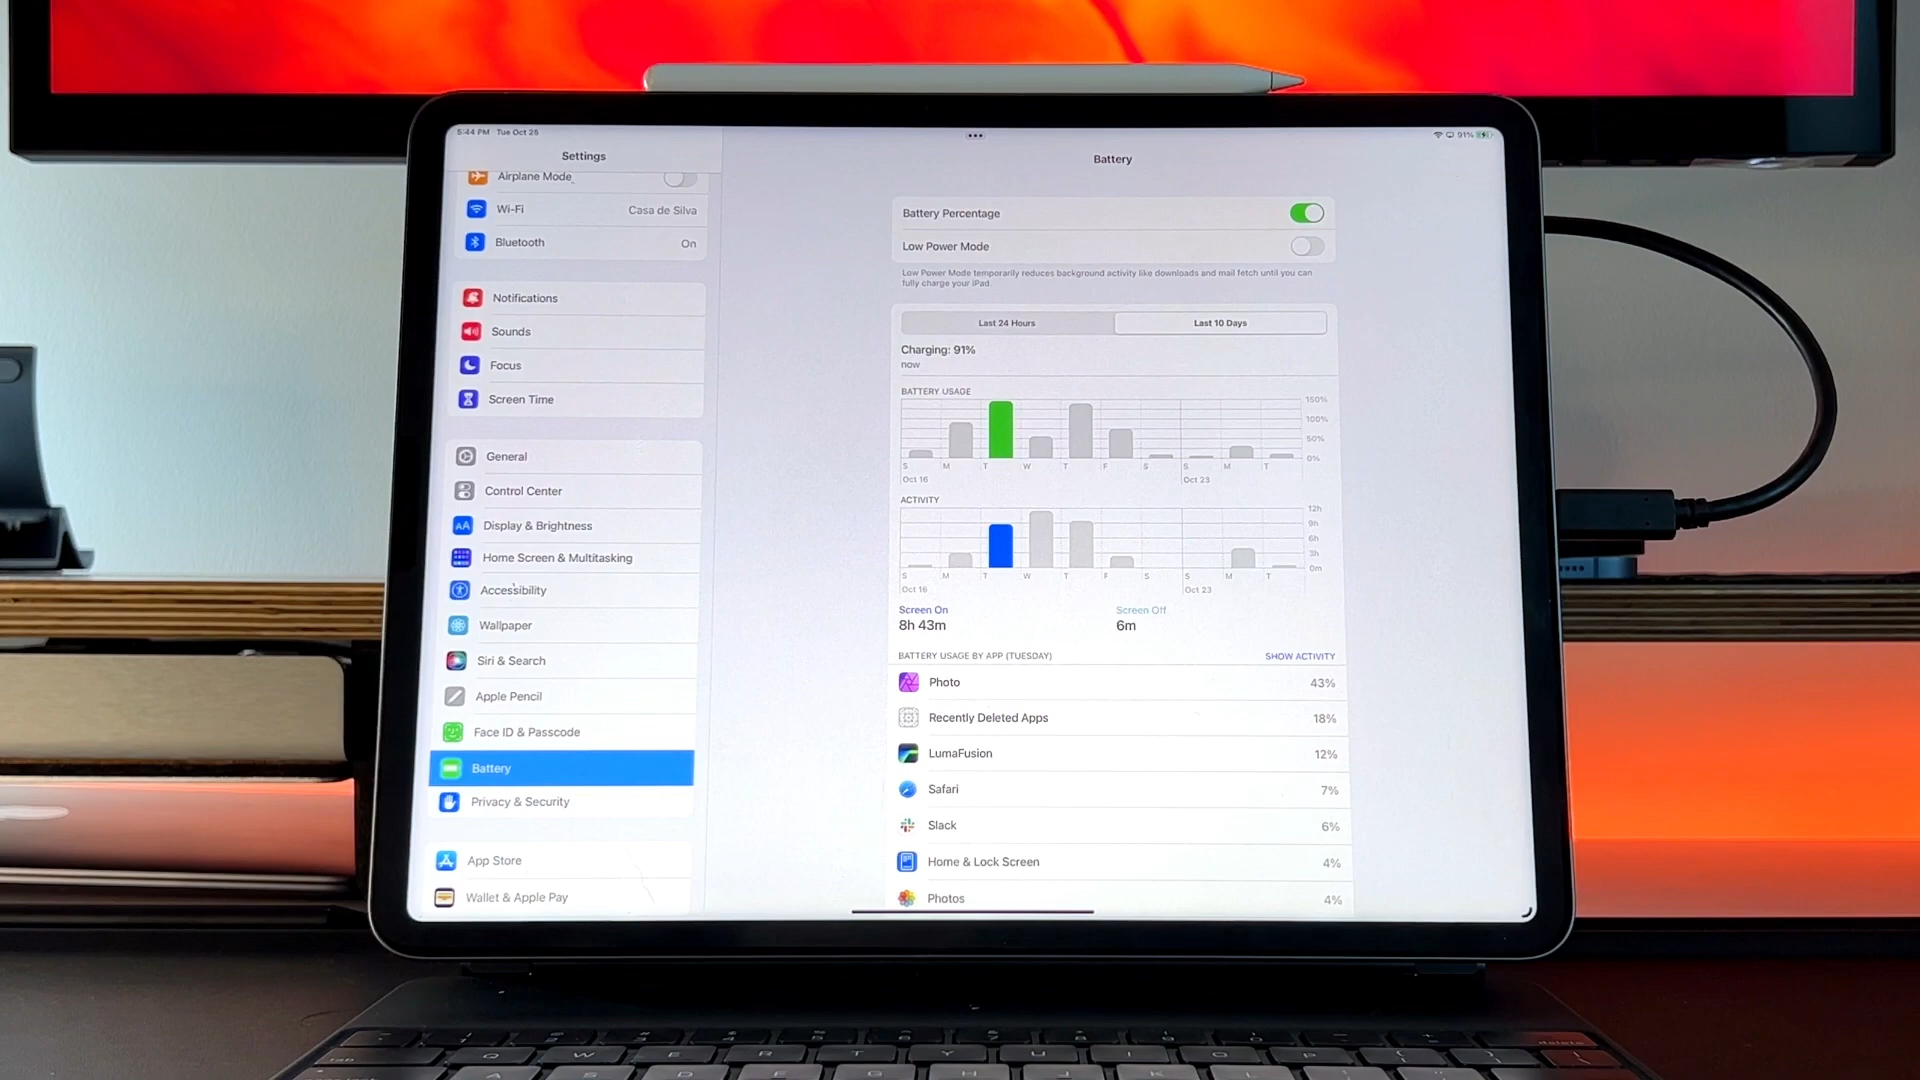 5:44 PM Tue Oct 25
91%
Settings
Airplane Mode
Wi-Fi Casa de Silva
Bluetooth On
Notifications
Sounds
Focus
Screen Time
General
Control Center
Display & Brightness
Home Screen & Multitasking
Accessibility
Wallpaper
Siri & Search
Apple Pencil
Face ID & Passcode
Battery
Privacy & Security
App Store
Wallet & Apple Pay
Battery
Battery Percentage
Low Power Mode
Low Power Mode temporarily reduces background activity like downloads and mail fetch until you can
fully charge your iPad.
Last 24 Hours Last 10 Days
Charging: 91%
now
BATTERY USAGE
150%
100%
50%
0%
S M T W T F S S M T
Oct 16 Oct 23
ACTIVITY
12h
9h
6h
3h
0m
S M T W T F S S M T
Oct 16 Oct 23
Screen On Screen Off
8h 43m 6m
BATTERY USAGE BY APP (TUESDAY) SHOW ACTIVITY
Photo 43%
Recently Deleted Apps 18%
LumaFusion 12%
Safari 7%
Slack 6%
Home & Lock Screen 4%
Photos 4%
delete
tab Q W E R T Y U I O P
A S D F G H J K L